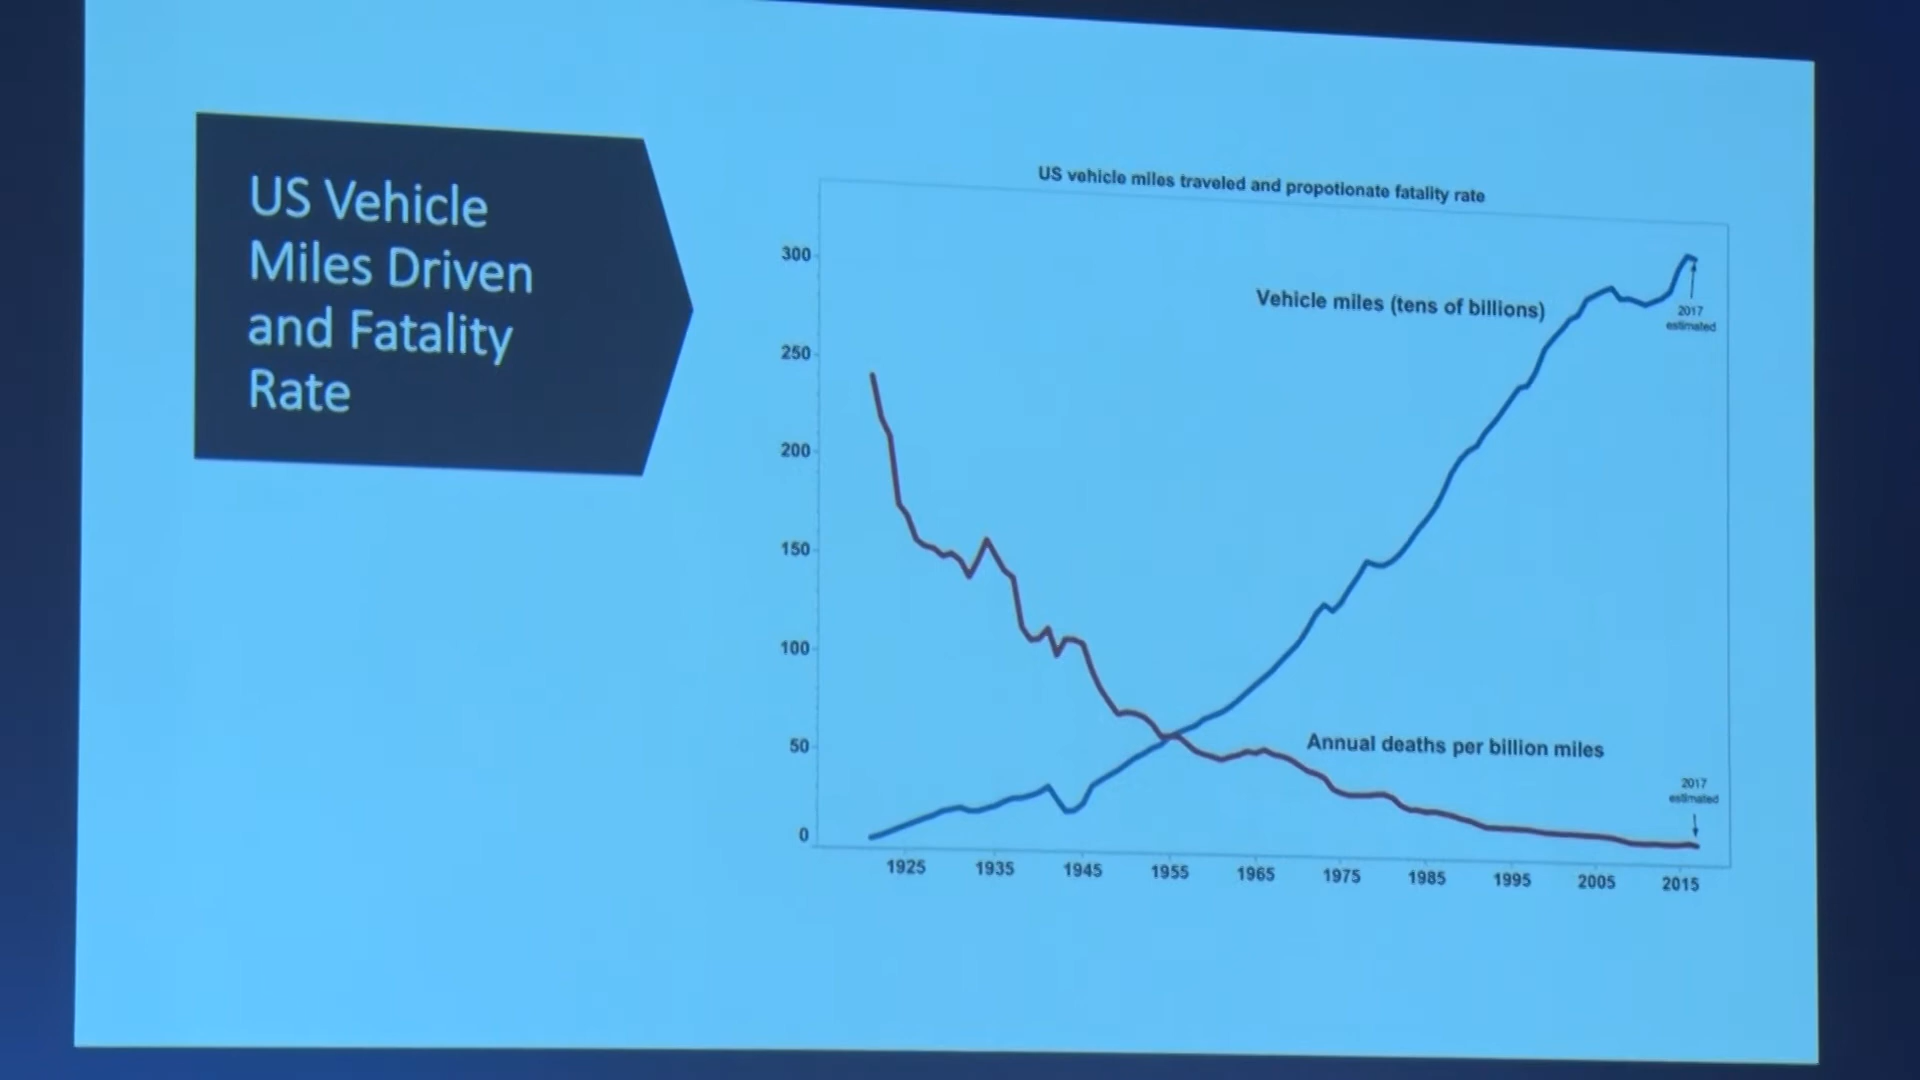 US Vehicle
Miles Driven
and Fatality
Rate
US vehicle miles traveled and propotionate fatality rate
300
250
200
150
100
50
0
Vehicle miles (tens of billions)
2017
estimated
Annual deaths per billion miles
2017
estimated
1925 1935 1945 1955 1965 1975 1985 1995 2005 2015